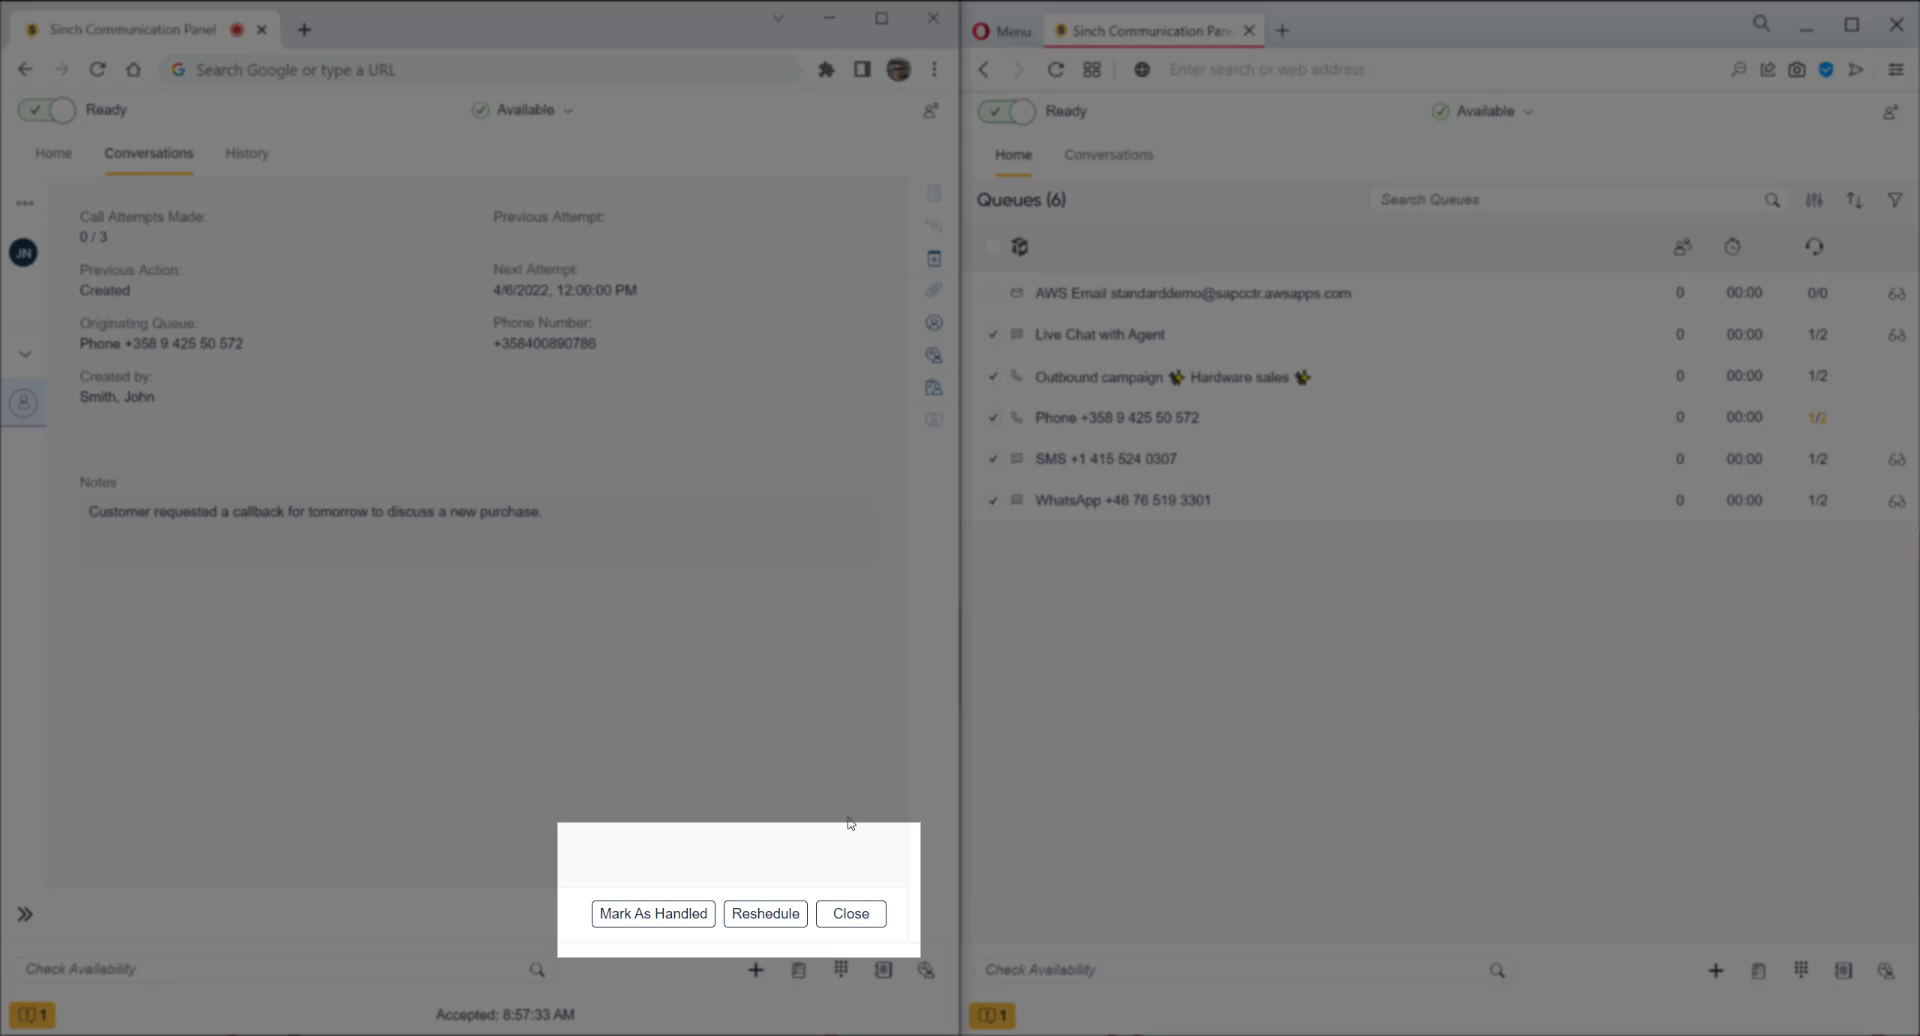 Sinch Communication Panel
Search Google or type a URL
Ready
Available
Home
Conversations
History
JN
Call Attempts Made:
0 / 3
Previous Attempt:
Previous Action:
Created
Next Attempt:
4/6/2022, 12:00:00 PM
Originating Queue:
Phone +358 9 425 50 572
Phone Number:
+358400890786
Created by:
Smith, John
Notes
Customer requested a callback for tomorrow to discuss a new purchase.
Mark As Handled
Reshedule
Close
Check Availability
1
Accepted: 8:57:33 AM
Menu
Sinch Communication Pan
Enter search or web address
Ready
Available
Home
Conversations
Queues (6)
Search Queues
AWS Email standarddemo@sapcctr.awsapps.com 0 00:00 0/0
Live Chat with Agent 0 00:00 1/2
Outbound campaign Hardware sales 0 00:00 1/2
Phone +358 9 425 50 572 0 00:00 1/2
SMS +1 415 524 0307 0 00:00 1/2
WhatsApp +46 76 519 3301 0 00:00 1/2
Check Availability
1